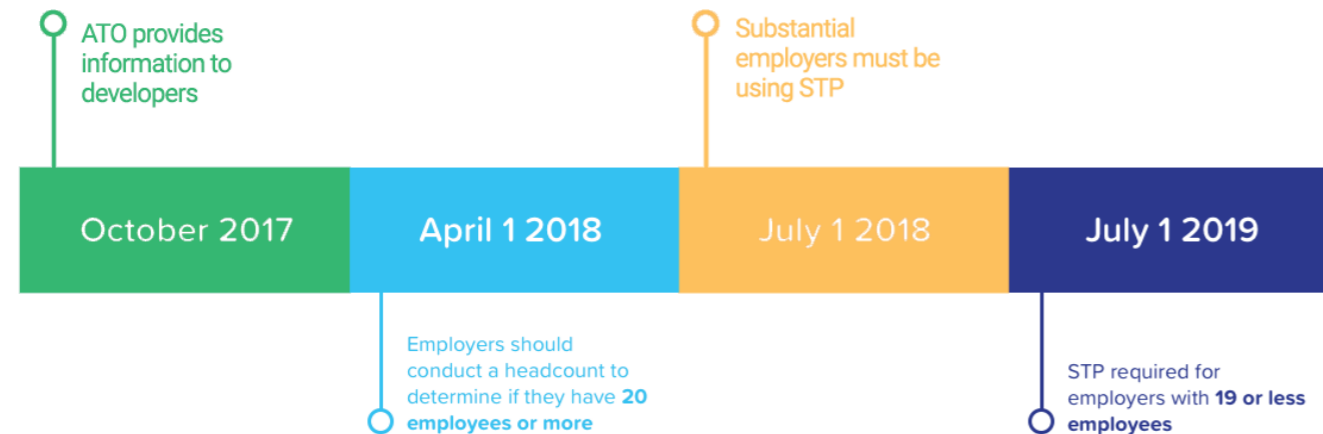 ATO provides
information to
developers
Substantial
employers must be
using STP
October 2017
April 1 2018
July 1 2018
July 1 2019
Employers should
conduct a headcount to
determine if they have 20
employees or more
STP required for
employers with 19 or less
employees